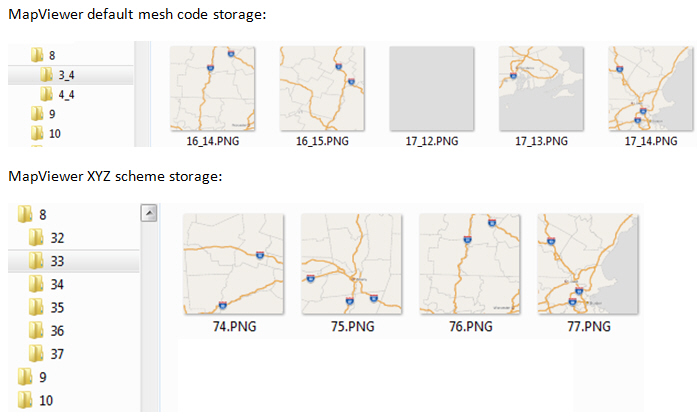 MapViewer default mesh code storage:
8
3_4
4_4
9
10
16_14.PNG
16_15.PNG
17_12.PNG
17_13.PNG
17_14.PNG
MapViewer XYZ scheme storage:
8
32
33
34
35
36
37
9
10
74.PNG
75.PNG
76.PNG
77.PNG